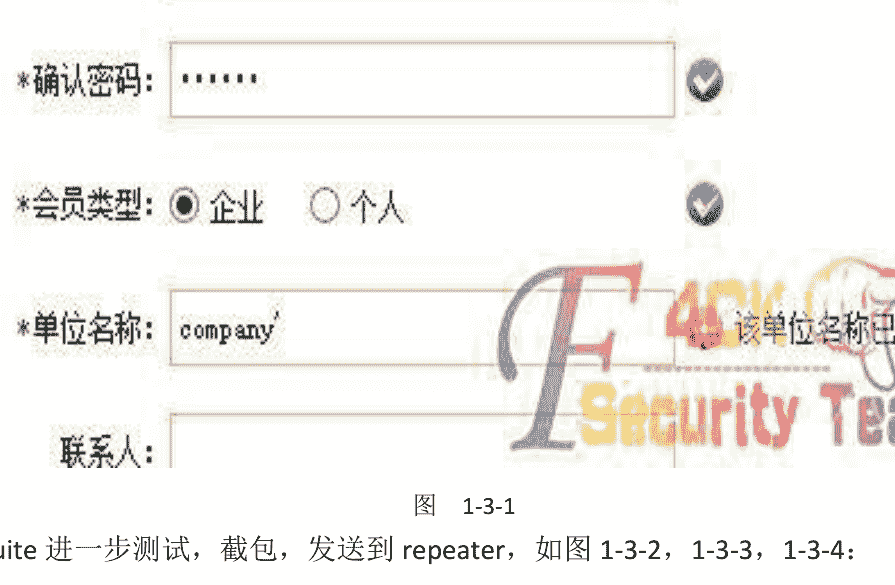 *确认密码: ••••••
*会员类型: 企业 个人
*单位名称: company' 该单位名称已
联系人:
Security Tea
图 1-3-1
uite 进一步测试，截包，发送到 repeater，如图 1-3-2，1-3-3，1-3-4：